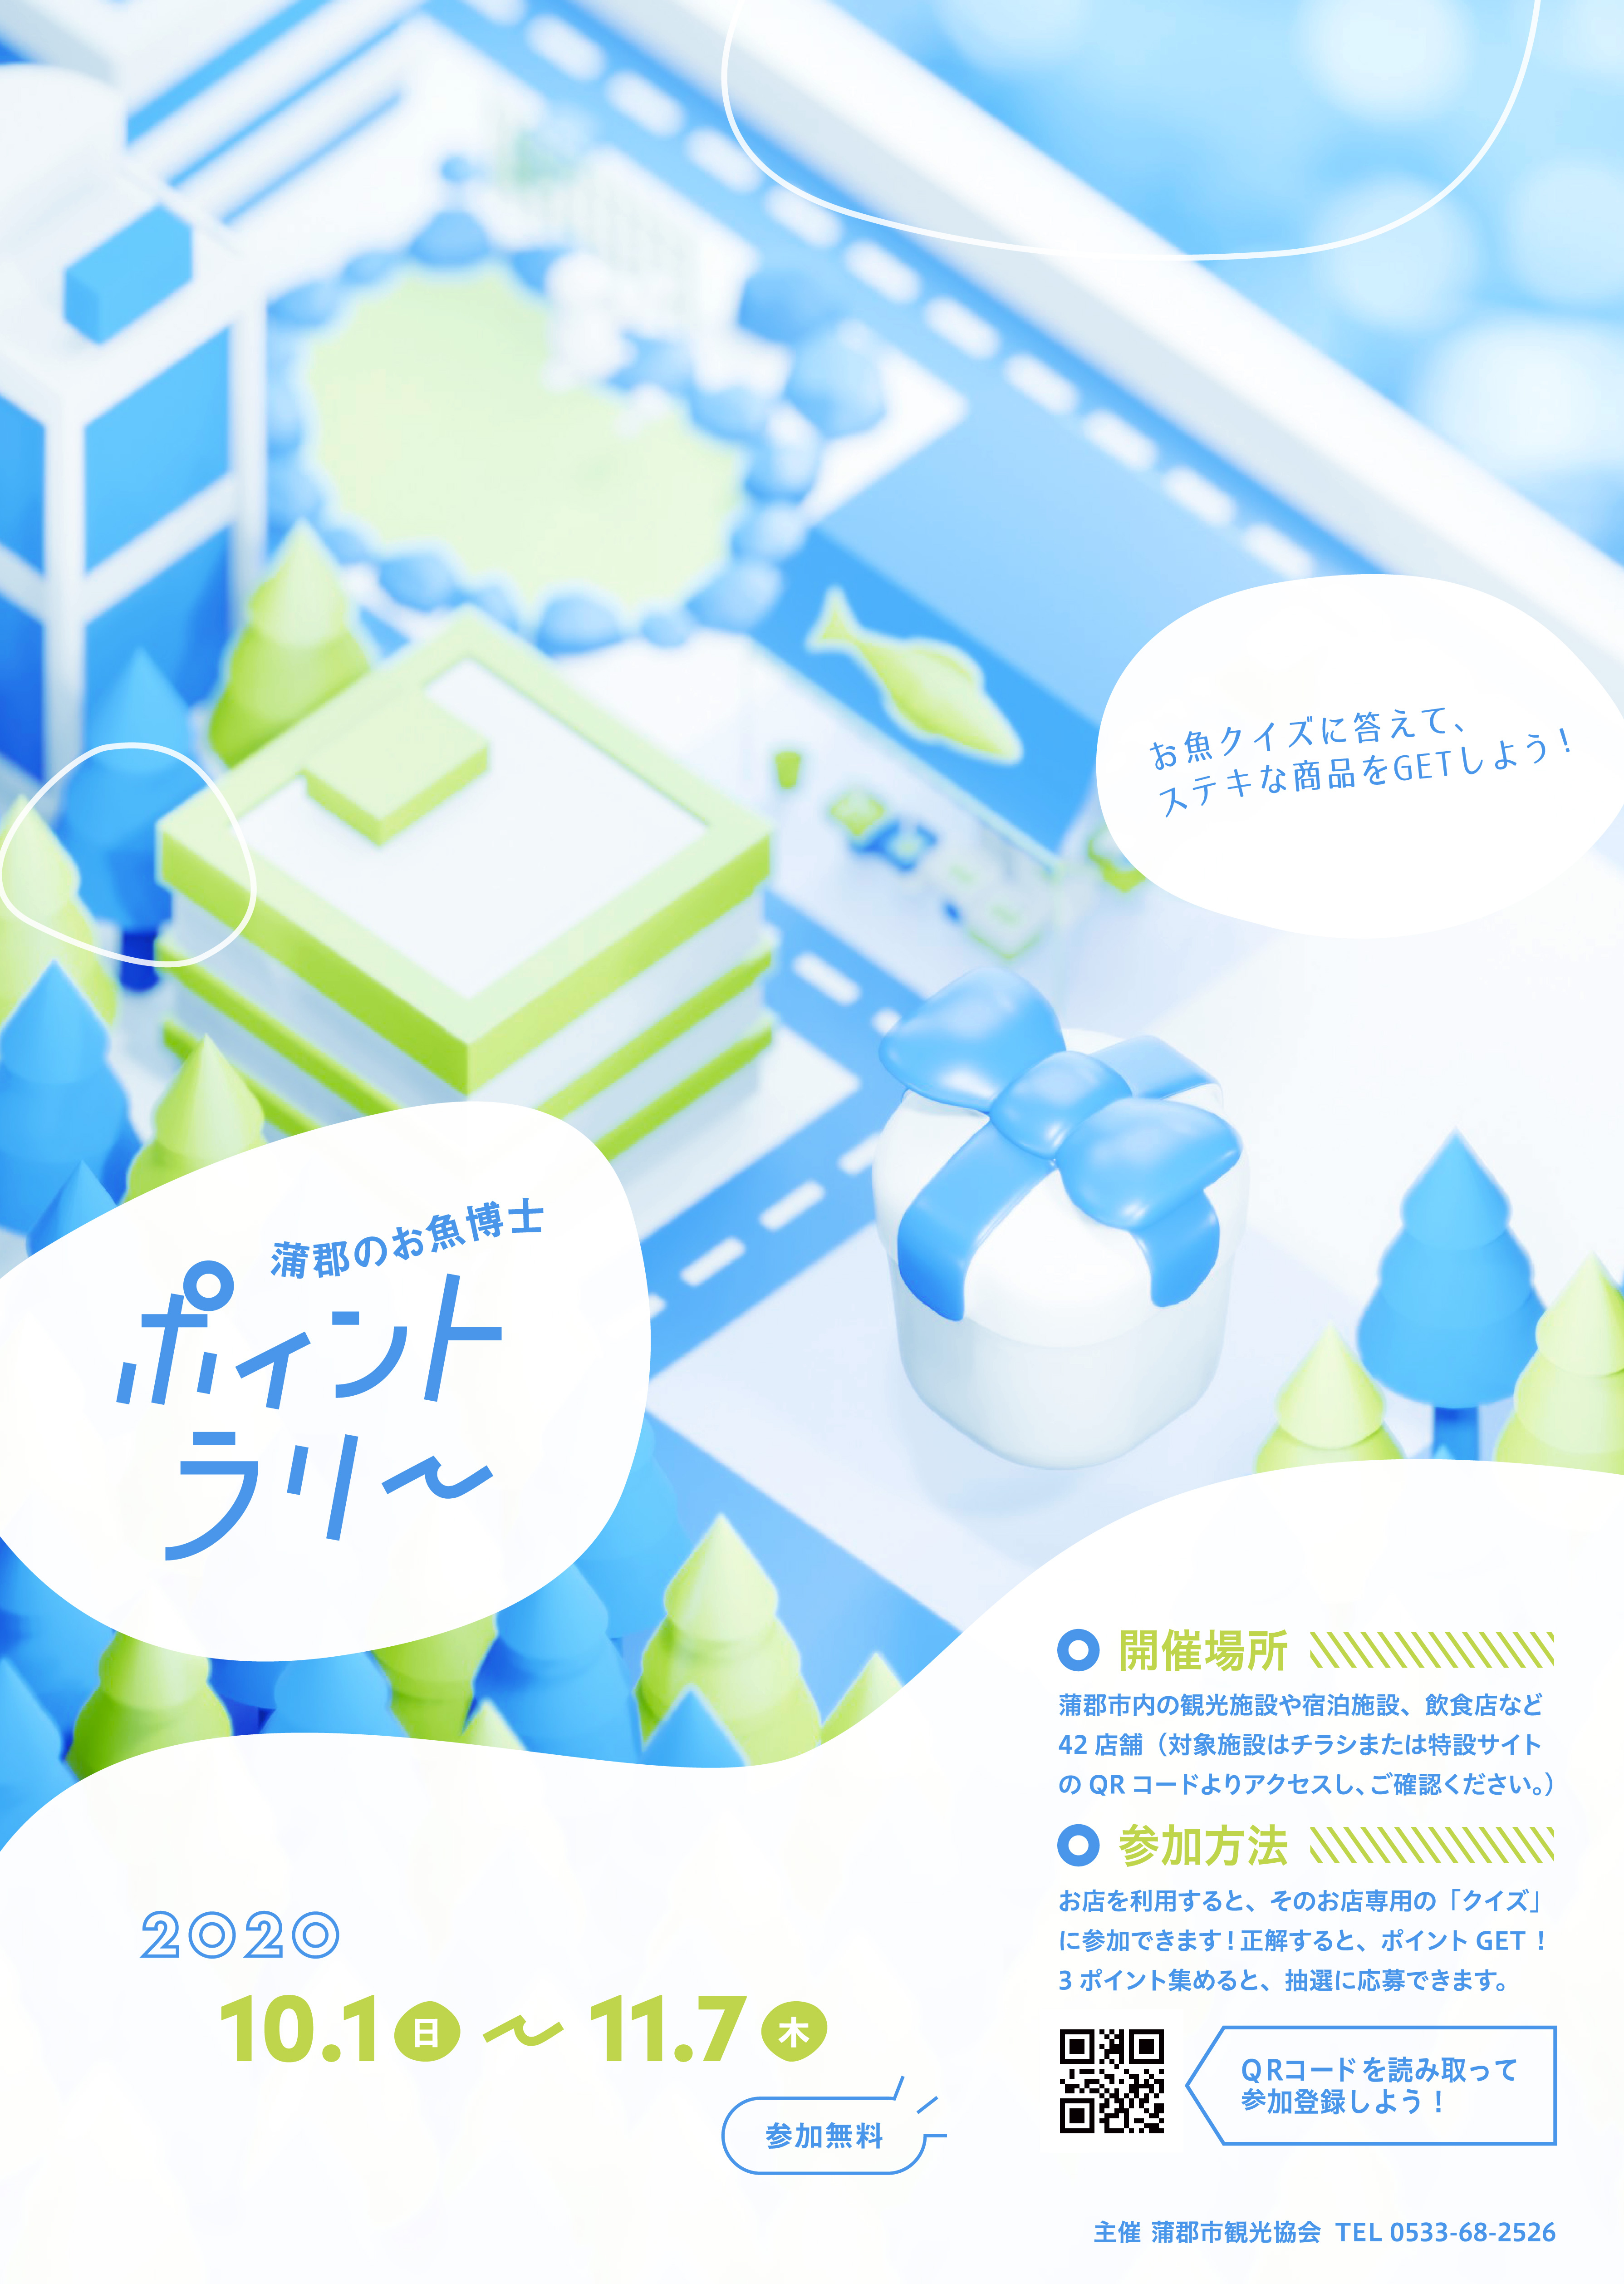 お魚クイズに答えて、
ステキな商品をGETしよう!
蒲郡のお魚博士
ポイント
ラリー
開催場所
蒲郡市内の観光施設や宿泊施設、飲食店など
42 店舗(対象施設はチラシまたは特設サイト
の QR コードよりアクセスし、ご確認ください。)
参加方法
お店を利用すると、そのお店専用の「クイズ」
に参加できます!正解すると、ポイント GET !
3 ポイント集めると、抽選に応募できます。
2020
10.1 日 〜 11.7 木
参加無料
QRコードを読み取って
参加登録しよう!
主催 蒲郡市観光協会 TEL 0533-68-2526